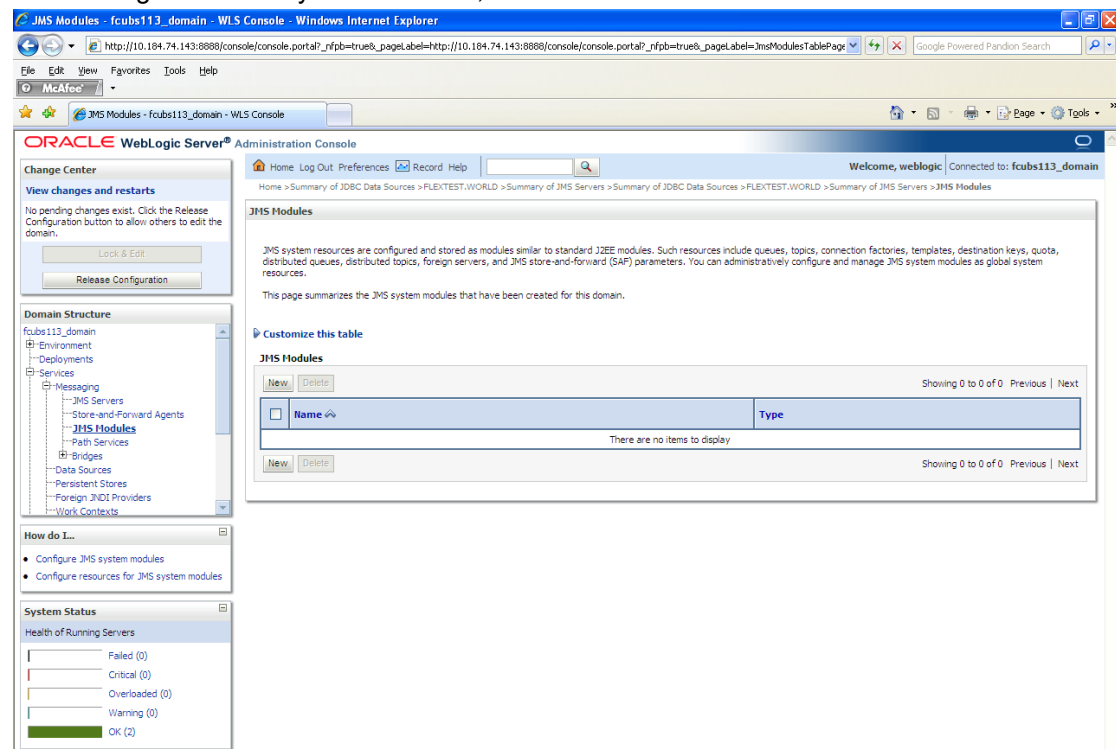 JMS Modules - fcubs113_domain - WLS Console - Windows Internet Explorer
http://10.184.74.143:8888/console/console.portal?_nfpb=true&_pageLabel=http://10.184.74.143:8888/console/console.portal?_nfpb=true&_pageLabel=JmsModulesTablePage
Google Powered Pandion Search
File Edit View Favorites Tools Help
McAfee
JMS Modules - fcubs113_domain - WLS Console
Page Tools
ORACLE WebLogic Server® Administration Console
Change Center
View changes and restarts
No pending changes exist. Click the Release
Configuration button to allow others to edit the
domain.
Lock & Edit
Release Configuration
Domain Structure
fcubs113_domain
Environment
Deployments
Services
Messaging
JMS Servers
Store-and-Forward Agents
JMS Modules
Path Services
Bridges
Data Sources
Persistent Stores
Foreign JNDI Providers
Work Contexts
How do I...
Configure JMS system modules
Configure resources for JMS system modules
System Status
Health of Running Servers
Failed (0)
Critical (0)
Overloaded (0)
Warning (0)
OK (2)
Home Log Out Preferences Record Help
Welcome, weblogic Connected to: fcubs113_domain
Home >Summary of JDBC Data Sources >FLEXTEST.WORLD >Summary of JMS Servers >Summary of JDBC Data Sources >FLEXTEST.WORLD >Summary of JMS Servers >JMS Modules
JMS Modules
JMS system resources are configured and stored as modules similar to standard J2EE modules. Such resources include queues, topics, connection factories, templates, destination keys, quota,
distributed queues, distributed topics, foreign servers, and JMS store-and-forward (SAF) parameters. You can administratively configure and manage JMS system modules as global system
resources.
This page summarizes the JMS system modules that have been created for this domain.
Customize this table
JMS Modules
New Delete Showing 0 to 0 of 0 Previous | Next
Name Type
There are no items to display
New Delete Showing 0 to 0 of 0 Previous | Next